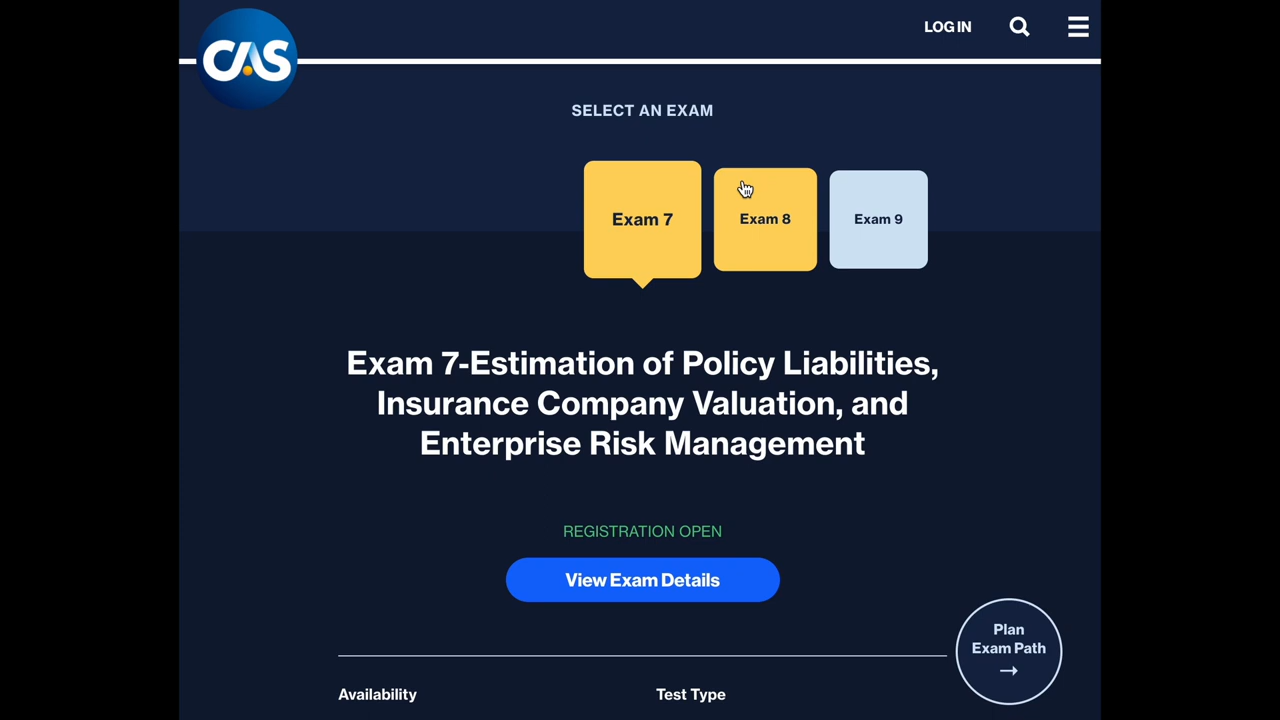 CAS
LOG IN
SELECT AN EXAM
Exam 7
Exam 8
Exam 9
Exam 7-Estimation of Policy Liabilities,
Insurance Company Valuation, and
Enterprise Risk Management
REGISTRATION OPEN
View Exam Details
Plan
Exam Path
→
Availability
Test Type